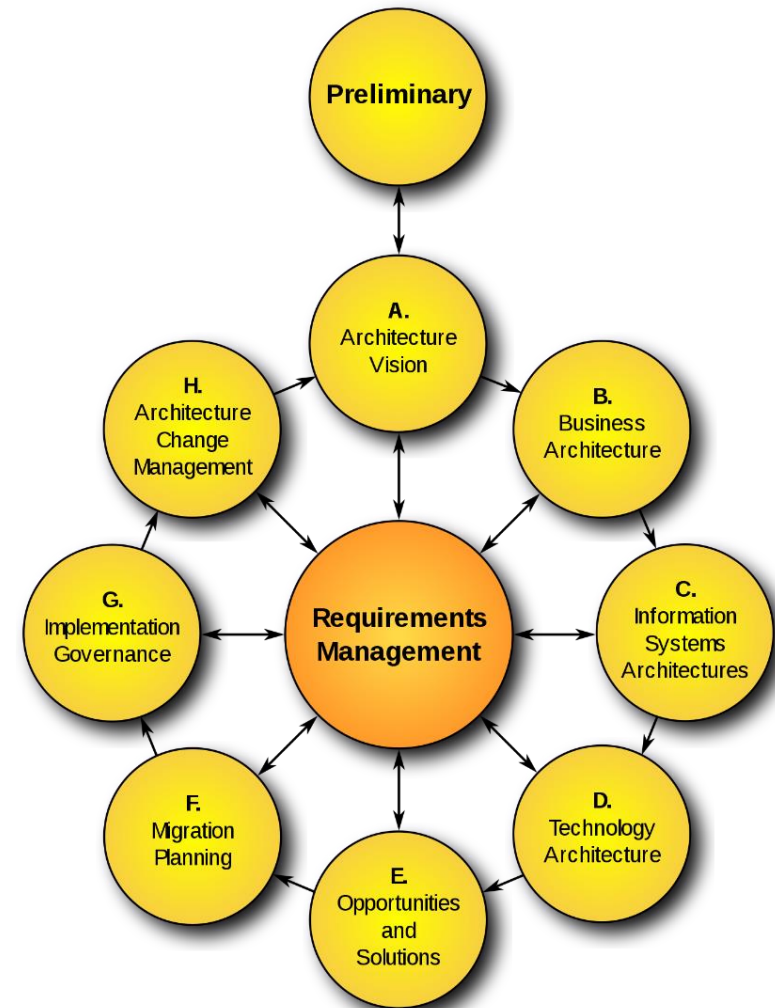 Preliminary
A.
Architecture
Vision
B.
Business
Architecture
C.
Information
Systems
Architectures
D.
Technology
Architecture
E.
Opportunities
and
Solutions
F.
Migration
Planning
G.
Implementation
Governance
H.
Architecture
Change
Management
Requirements
Management